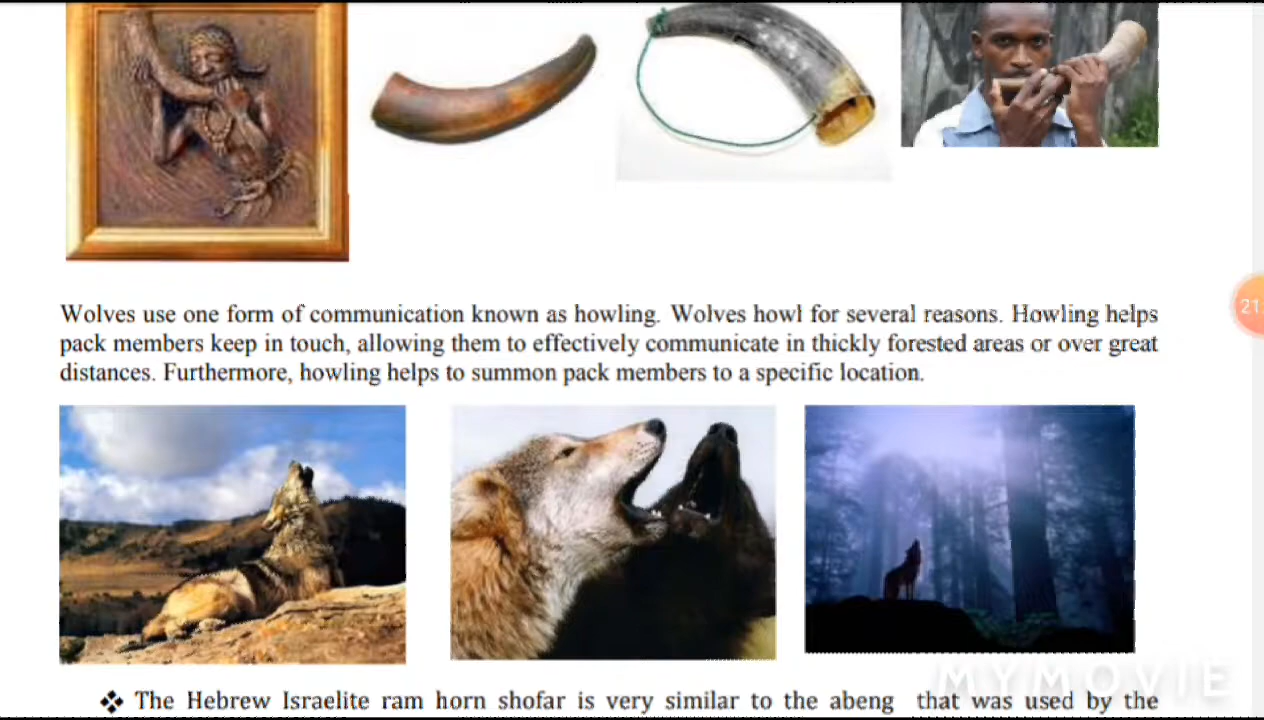 Wolves use one form of communication known as howling. Wolves howl for several reasons. Howling helps
pack members keep in touch, allowing them to effectively communicate in thickly forested areas or over great
distances. Furthermore, howling helps to summon pack members to a specific location.
21
❖ The Hebrew Israelite ram horn shofar is very similar to the abeng that was used by the
MYMOVIE